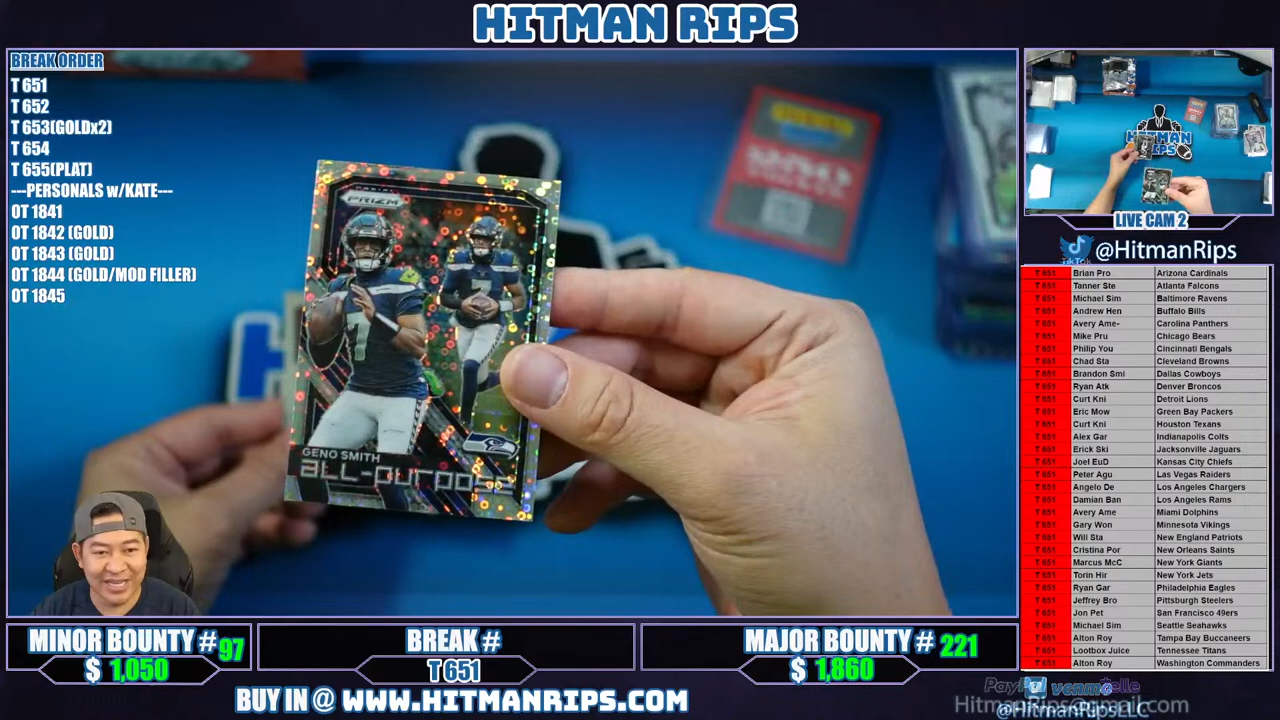 HITMAN RIPS
BREAK ORDER
T 651
T 652
T 653(GOLDx2)
T 654
T 655(PLAT)
---PERSONALS w/KATE---
OT 1841
OT 1842 (GOLD)
OT 1843 (GOLD)
OT 1844 (GOLD/MOD FILLER)
OT 1845
PRIZM
7
7
GENO SMITH
all-purpose
HITMAN
RIPS
LIVE CAM 2
TikTok
@HitmanRips
T 651 Brian Pro Arizona Cardinals
T 651 Tanner Ste Atlanta Falcons
T 651 Michael Sim Baltimore Ravens
T 651 Andrew Hen Buffalo Bills
T 651 Avery Ame- Carolina Panthers
T 651 Mike Pru Chicago Bears
T 651 Philip You Cincinnati Bengals
T 651 Chad Sta Cleveland Browns
T 651 Brandon Smi Dallas Cowboys
T 651 Ryan Atk Denver Broncos
T 651 Curt Kni Detroit Lions
T 651 Eric Mow Green Bay Packers
T 651 Curt Kni Houston Texans
T 651 Alex Gar Indianapolis Colts
T 651 Erick Ski Jacksonville Jaguars
T 651 Joel EuD Kansas City Chiefs
T 651 Peter Agu Las Vegas Raiders
T 651 Angelo De Los Angeles Chargers
T 651 Damian Ban Los Angeles Rams
T 651 Avery Ame Miami Dolphins
T 651 Gary Won Minnesota Vikings
T 651 Will Sta New England Patriots
T 651 Cristina Por New Orleans Saints
T 651 Marcus McC New York Giants
T 651 Torin Hir New York Jets
T 651 Ryan Gar Philadelphia Eagles
T 651 Jeffrey Bro Pittsburgh Steelers
T 651 Jon Pet San Francisco 49ers
T 651 Michael Sim Seattle Seahawks
T 651 Alton Roy Tampa Bay Buccaneers
T 651 Lootbox Juice Tennessee Titans
T 651 Alton Roy Washington Commanders
MINOR BOUNTY # 97
$ 1,050
BREAK #
T 651
MAJOR BOUNTY # 221
$ 1,860
BUY IN @ WWW.HITMANRIPS.COM
PayPal venmo Zelle
HitmanRips@gmail.com
@HitmanRipsLLC